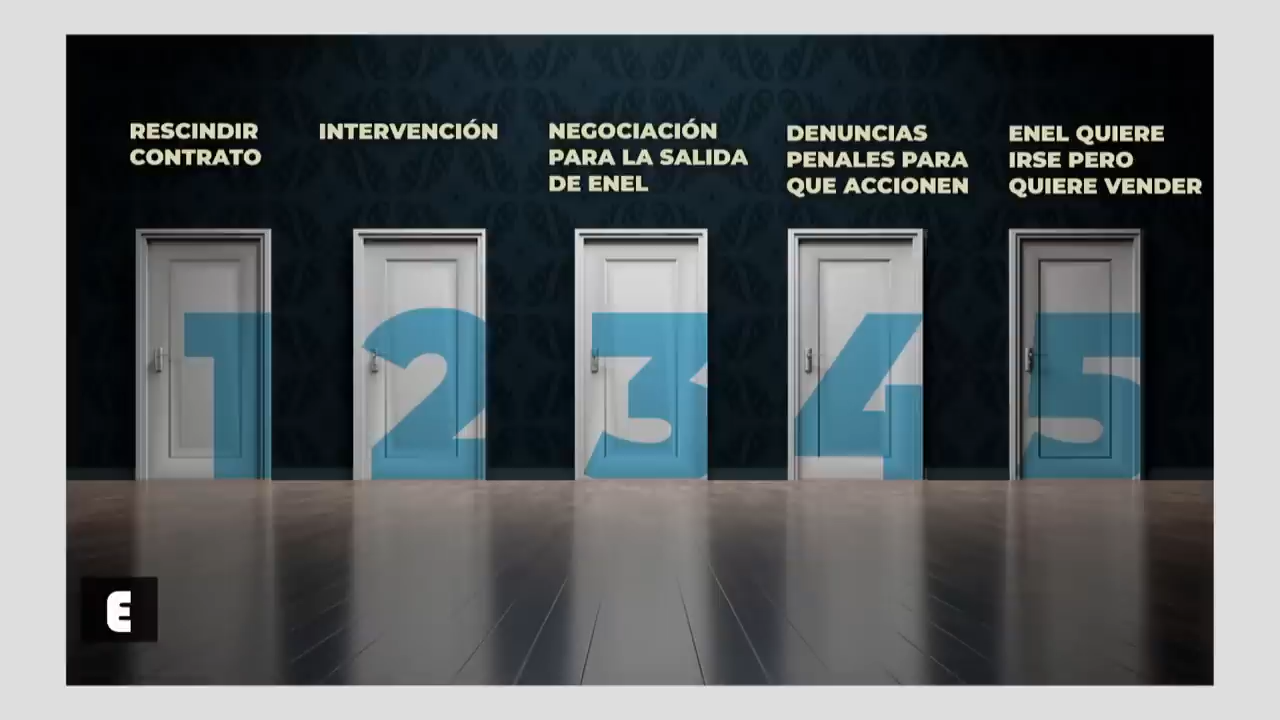 RESCINDIR
CONTRATO
INTERVENCIÓN
NEGOCIACIÓN
PARA LA SALIDA
DE ENEL
DENUNCIAS
PENALES PARA
QUE ACCIONEN
ENEL QUIERE
IRSE PERO
QUIERE VENDER
1
2
3
4
5
E